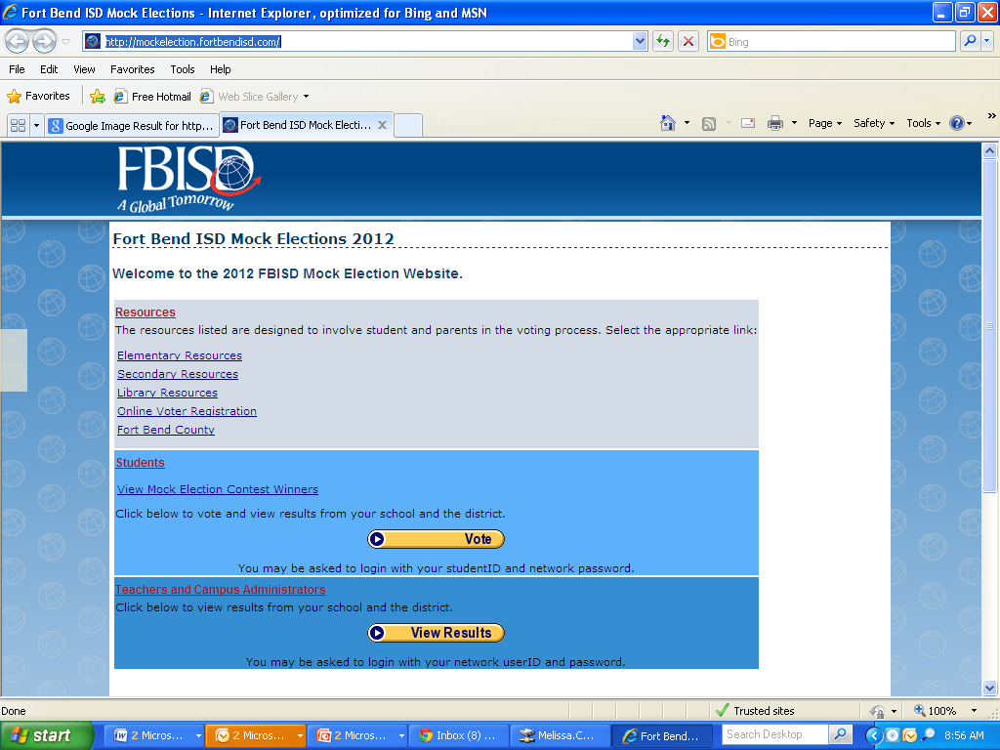 Fort Bend ISD Mock Elections - Internet Explorer, optimized for Bing and MSN
http://mockelection.fortbendisd.com/
Bing
File Edit View Favorites Tools Help
Favorites Free Hotmail Web Slice Gallery
Google Image Result for http... Fort Bend ISD Mock Electi... Page Safety Tools
FBISD
A Global Tomorrow
Fort Bend ISD Mock Elections 2012
Welcome to the 2012 FBISD Mock Election Website.
Resources
The resources listed are designed to involve student and parents in the voting process. Select the appropriate link:
Elementary Resources
Secondary Resources
Library Resources
Online Voter Registration
Fort Bend County
Students
View Mock Election Contest Winners
Click below to vote and view results from your school and the district.
Vote
You may be asked to login with your studentID and network password.
Teachers and Campus Administrators
Click below to view results from your school and the district.
View Results
You may be asked to login with your network userID and password.
Done Trusted sites 100%
start 2 Micros... 2 Micros... 2 Micros... Inbox (8) ... Melissa.C... Fort Bend... Search Desktop 8:56 AM